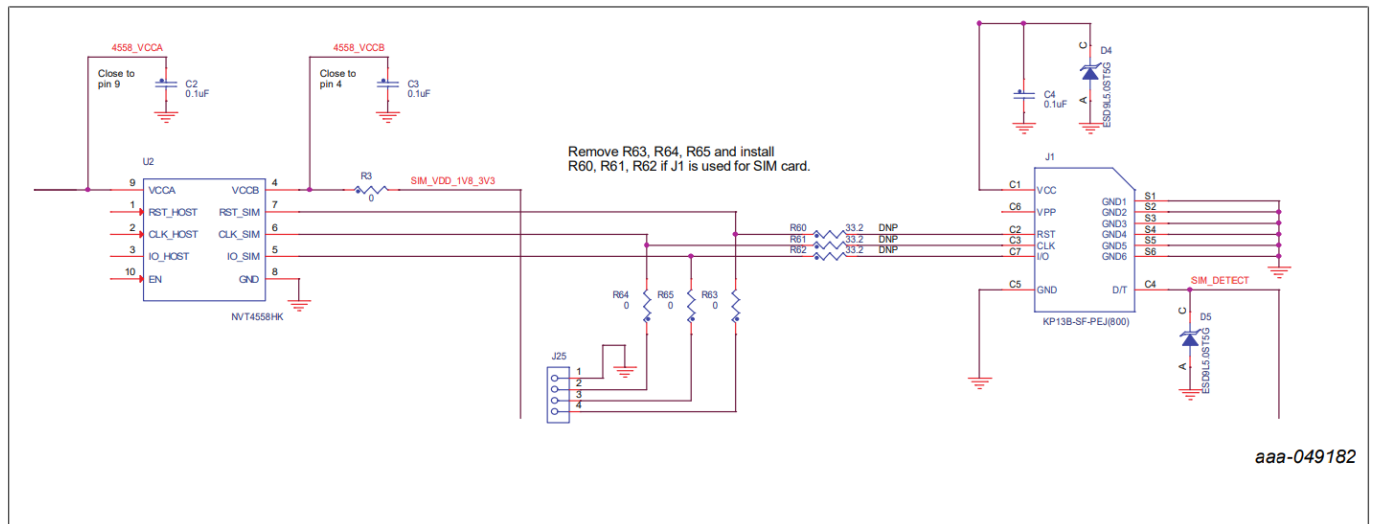 4558_VCCA
Close to
pin 9
C2
0.1uF
4558_VCCB
Close to
pin 4
C3
0.1uF
C4
0.1uF
C
D4
A
ESD9L5.0ST5G
Remove R63, R64, R65 and install
R60, R61, R62 if J1 is used for SIM card.
U2
9 VCCA VCCB 4
1 RST_HOST RST_SIM 7
2 CLK_HOST CLK_SIM 6
3 IO_HOST IO_SIM 5
10 EN GND 8
NVT4558HK
R3
0
SIM_VDD_1V8_3V3
R60 33.2 DNP
R61 33.2 DNP
R62 33.2 DNP
R64
0
R65
0
R63
0
J25
1
2
3
4
J1
C1 VCC
C6 VPP
C2 RST
C3 CLK
C7 I/O
C5 GND
GND1 S1
GND2 S2
GND3 S3
GND4 S4
GND5 S5
GND6 S6
D/T C4
KP13B-SF-PEJ(800)
SIM_DETECT
C
D5
A
ESD9L5.0ST5G
aaa-049182